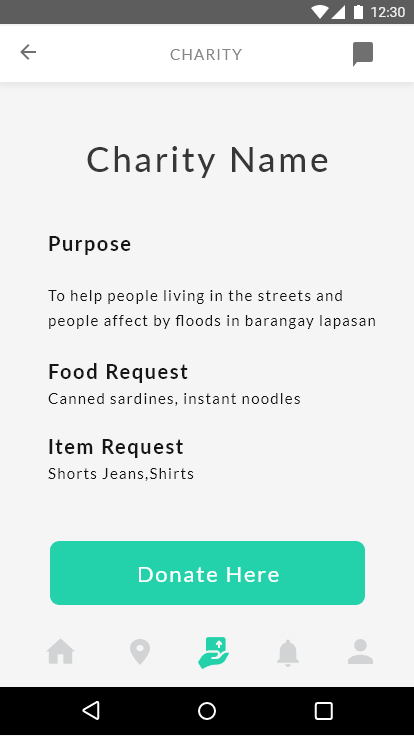 12:30
CHARITY
Charity Name
Purpose
To help people living in the streets and
people affect by floods in barangay lapasan
Food Request
Canned sardines, instant noodles
Item Request
Shorts Jeans,Shirts
Donate Here